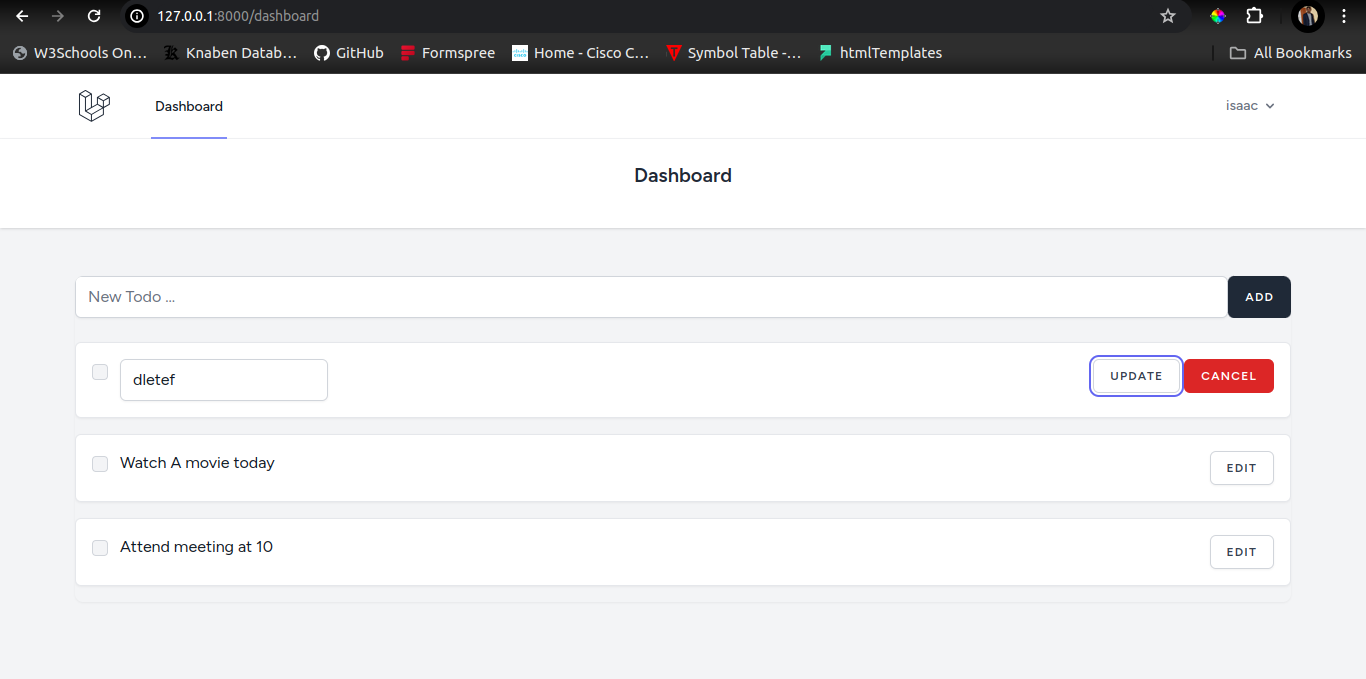 127.0.0.1:8000/dashboard
W3Schools On... Knaben Datab... GitHub Formspree Home - Cisco C... Symbol Table -... htmlTemplates All Bookmarks
Dashboard isaac
Dashboard
New Todo ... ADD
dletef UPDATE CANCEL
Watch A movie today EDIT
Attend meeting at 10 EDIT